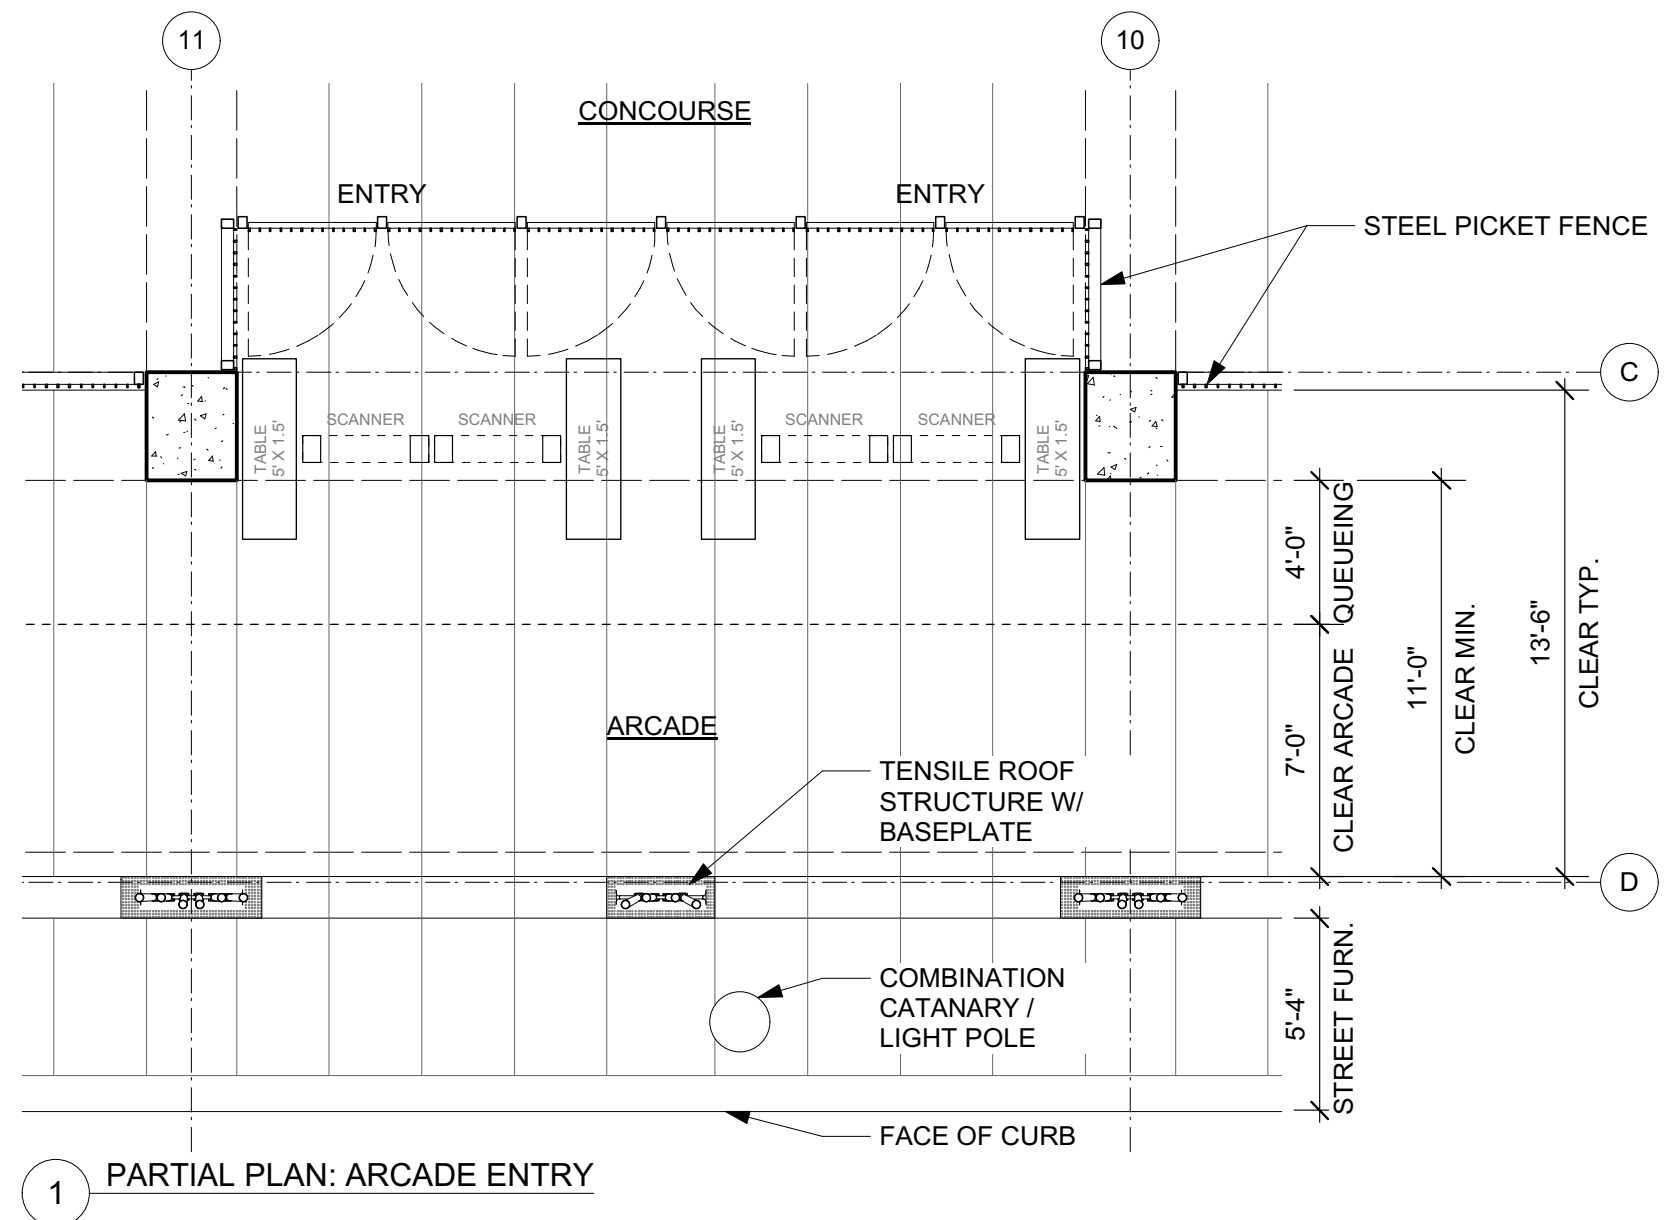 11
10
CONCOURSE
ENTRY
ENTRY
STEEL PICKET FENCE
C
SCANNER
SCANNER
SCANNER
SCANNER
TABLE
5' X 1.5'
TABLE
5' X 1.5'
TABLE
5' X 1.5'
TABLE
5' X 1.5'
4'-0"
QUEUEING
13'-6"
CLEAR TYP.
11'-0"
CLEAR MIN.
7'-0"
CLEAR ARCADE
ARCADE
TENSILE ROOF
STRUCTURE W/
BASEPLATE
D
COMBINATION
CATANARY /
LIGHT POLE
5'-4"
STREET FURN.
FACE OF CURB
1
PARTIAL PLAN: ARCADE ENTRY